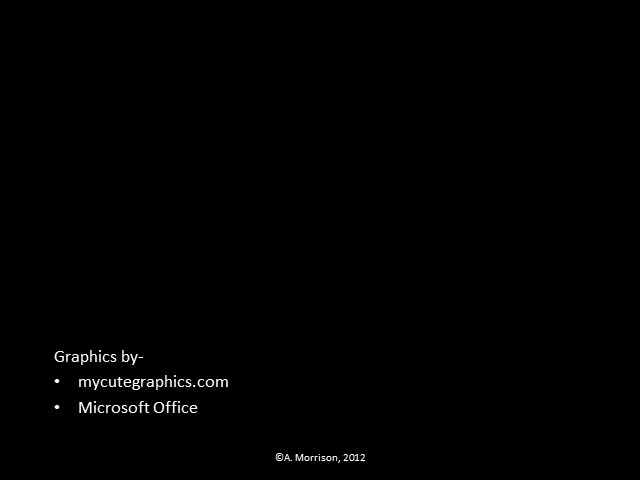 Graphics by-
• mycutegraphics.com
• Microsoft Office
©A. Morrison, 2012